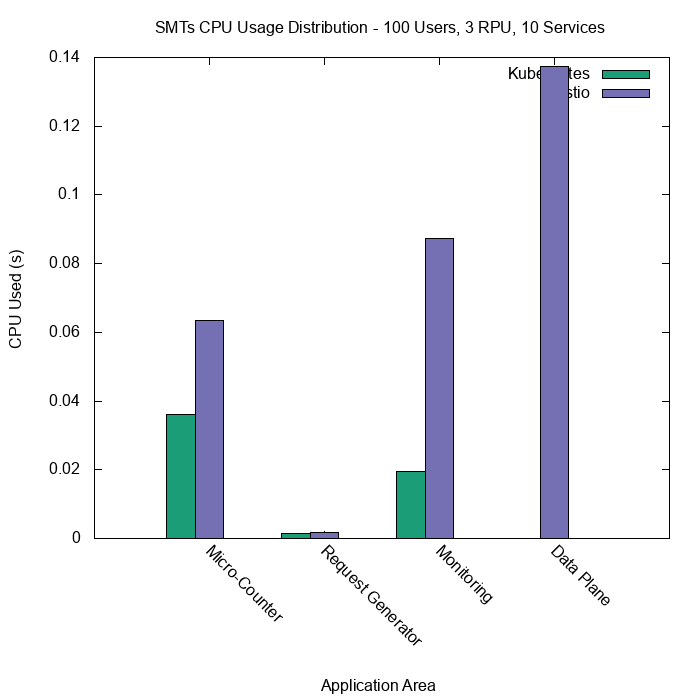 SMTs CPU Usage Distribution - 100 Users, 3 RPU, 10 Services
0.14
0.12
0.1
0.08
0.06
0.04
0.02
0
CPU Used (s)
Micro-Counter
Request Generator
Monitoring
Data Plane
Application Area